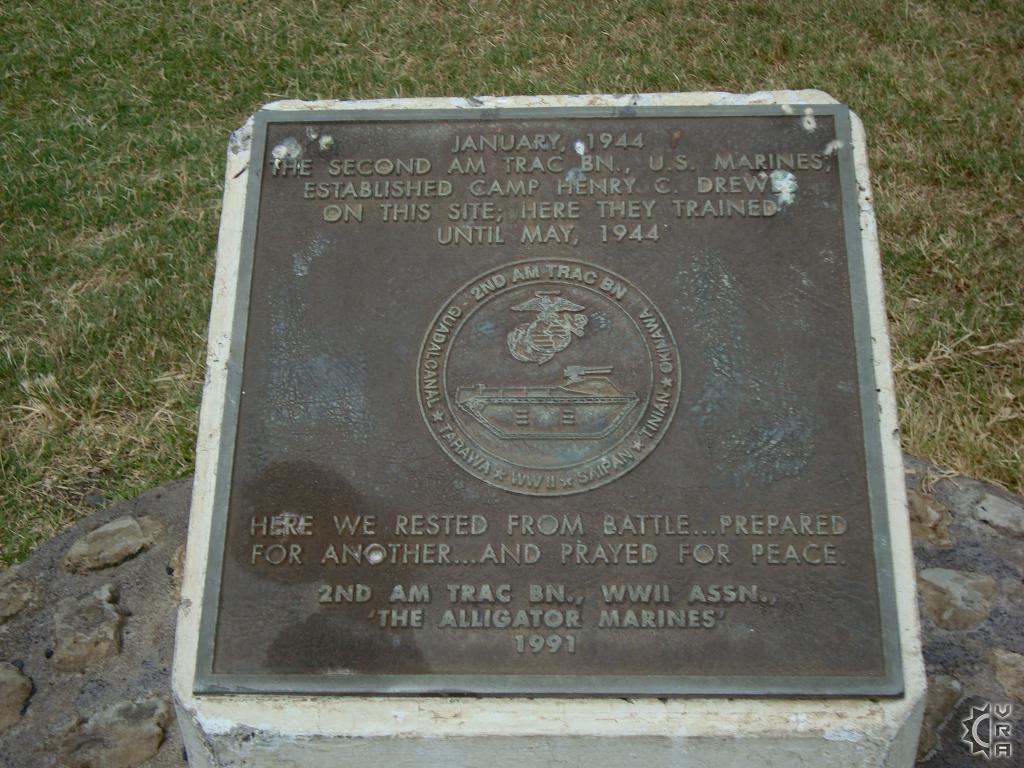 JANUARY, 1944
THE SECOND AM TRAC BN., U.S. MARINES,
ESTABLISHED CAMP HENRY C. DREWES
ON THIS SITE; HERE THEY TRAINED
UNTIL MAY, 1944
2ND AM TRAC BN
GUADALCANAL ★ TARAWA ★ WW II ★ SAIPAN ★ TINIAN ★ OKINAWA
HERE WE RESTED FROM BATTLE...PREPARED
FOR ANOTHER...AND PRAYED FOR PEACE.
2ND AM TRAC BN., WWII ASSN.,
'THE ALLIGATOR MARINES'
1991
VRA